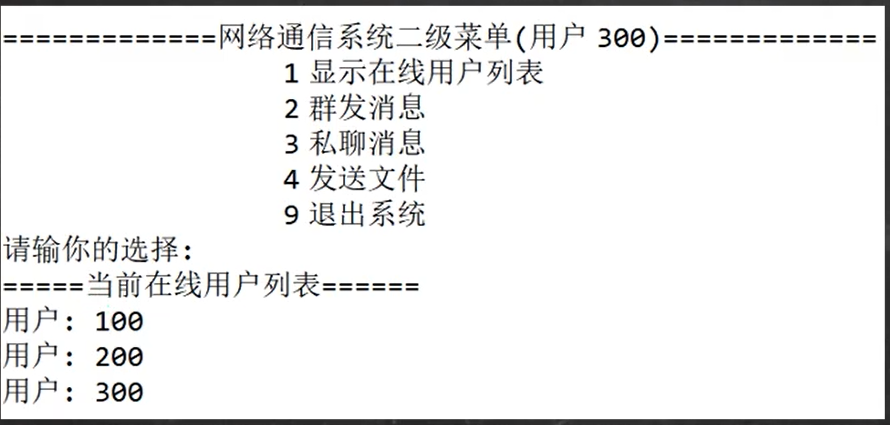 =============网络通信系统二级菜单(用户 300)=============
1 显示在线用户列表
2 群发消息
3 私聊消息
4 发送文件
9 退出系统
请输你的选择:
=====当前在线用户列表======
用户: 100
用户: 200
用户: 300